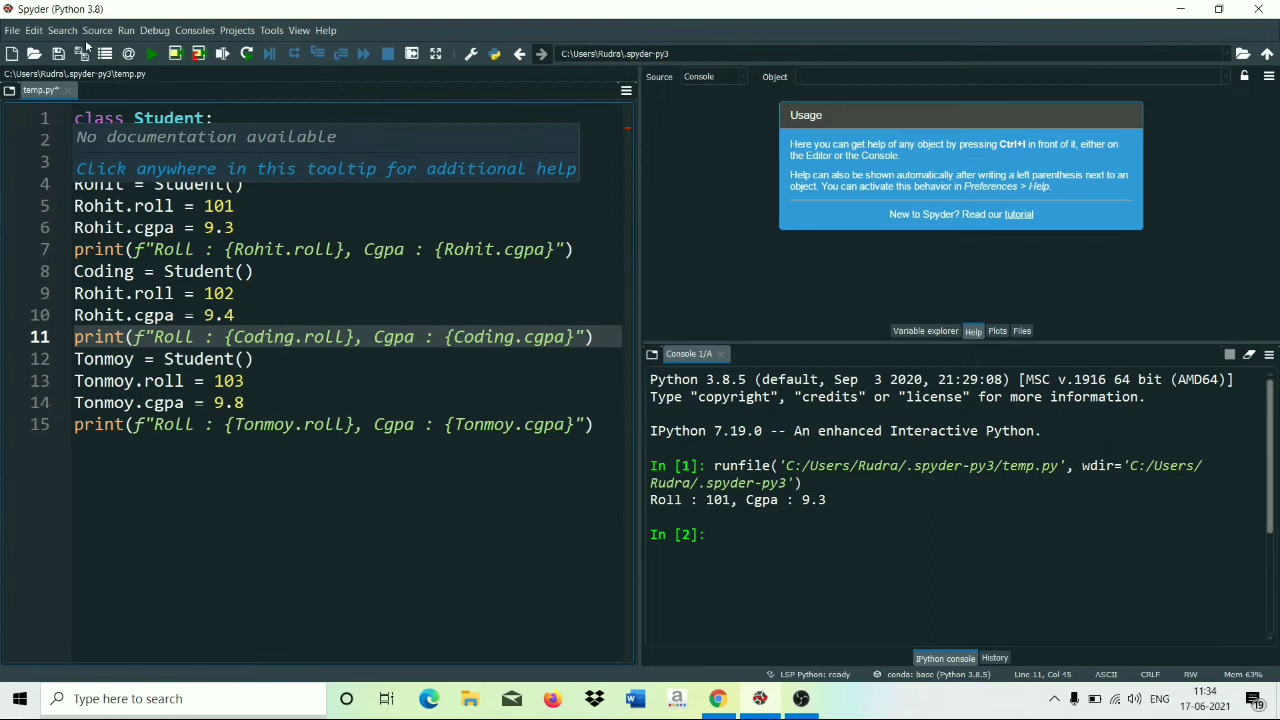 Spyder (Python 3.8)
File Edit Search Source Run Debug Consoles Projects Tools View Help
C:\Users\Rudra\.spyder-py3
C:\Users\Rudra\.spyder-py3\temp.py
temp.py*
1 class Student:
No documentation available
2
Click anywhere in this tooltip for additional help
3
4 Rohit = Student()
5 Rohit.roll = 101
6 Rohit.cgpa = 9.3
7 print(f"Roll : {Rohit.roll}, Cgpa : {Rohit.cgpa}")
8 Coding = Student()
9 Rohit.roll = 102
10 Rohit.cgpa = 9.4
11 print(f"Roll : {Coding.roll}, Cgpa : {Coding.cgpa}")
12 Tonmoy = Student()
13 Tonmoy.roll = 103
14 Tonmoy.cgpa = 9.8
15 print(f"Roll : {Tonmoy.roll}, Cgpa : {Tonmoy.cgpa}")
Source Console Object
Usage
Here you can get help of any object by pressing Ctrl+I in front of it, either on
the Editor or the Console.
Help can also be shown automatically after writing a left parenthesis next to an
object. You can activate this behavior in Preferences > Help.
New to Spyder? Read our tutorial
Variable explorer Help Plots Files
Console 1/A
Python 3.8.5 (default, Sep  3 2020, 21:29:08) [MSC v.1916 64 bit (AMD64)]
Type "copyright", "credits" or "license" for more information.
IPython 7.19.0 -- An enhanced Interactive Python.
In [1]: runfile('C:/Users/Rudra/.spyder-py3/temp.py', wdir='C:/Users/
Rudra/.spyder-py3')
Roll : 101, Cgpa : 9.3
In [2]:
IPython console History
LSP Python: ready conda: base (Python 3.8.5) Line 11, Col 45 ASCII CRLF RW Mem 63%
Type here to search
ENG
11:34
17-06-2021
19